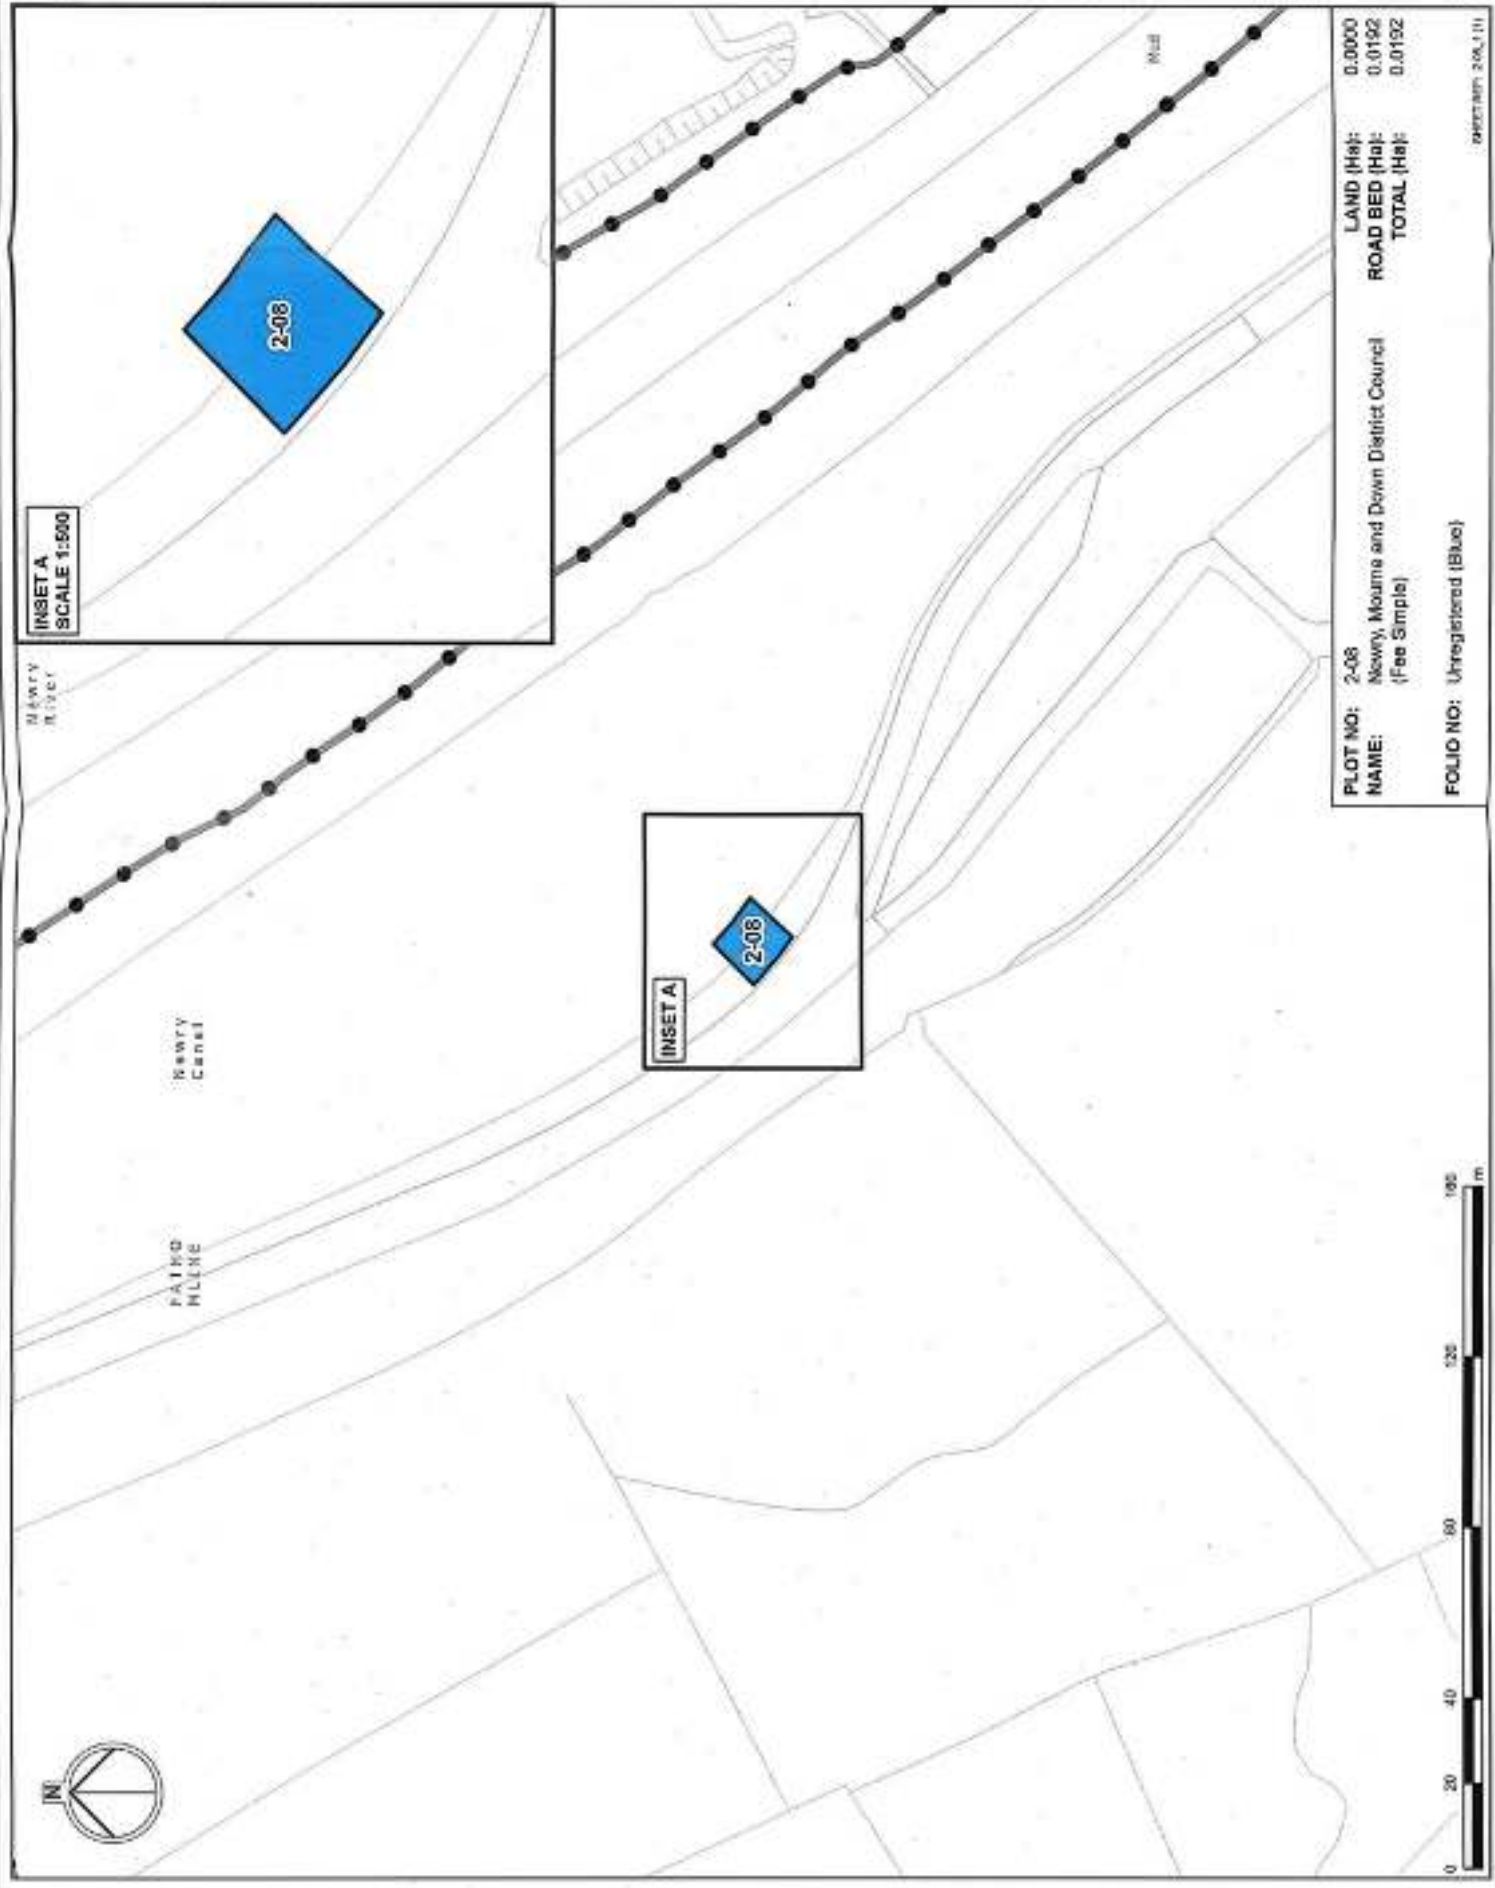 INSET A
SCALE 1:500
2-08
Newry
River
Mud
Newry
Canal
INSET A
2-08
N
PLOT NO: 2-08 LAND (Ha): 0.0000
NAME: Newry, Mourne and Down District Council ROAD BED (Ha): 0.0192
(Fee Simple) TOTAL (Ha): 0.0192
FOLIO NO: Unregistered (Blue)
0 20 40 80 120 160
m